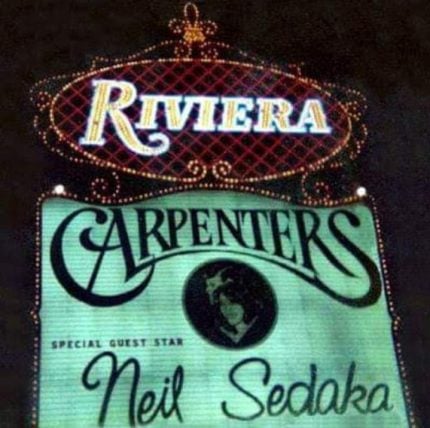 RIVIERA
CARPENTERS
SPECIAL GUEST STAR
Neil Sedaka